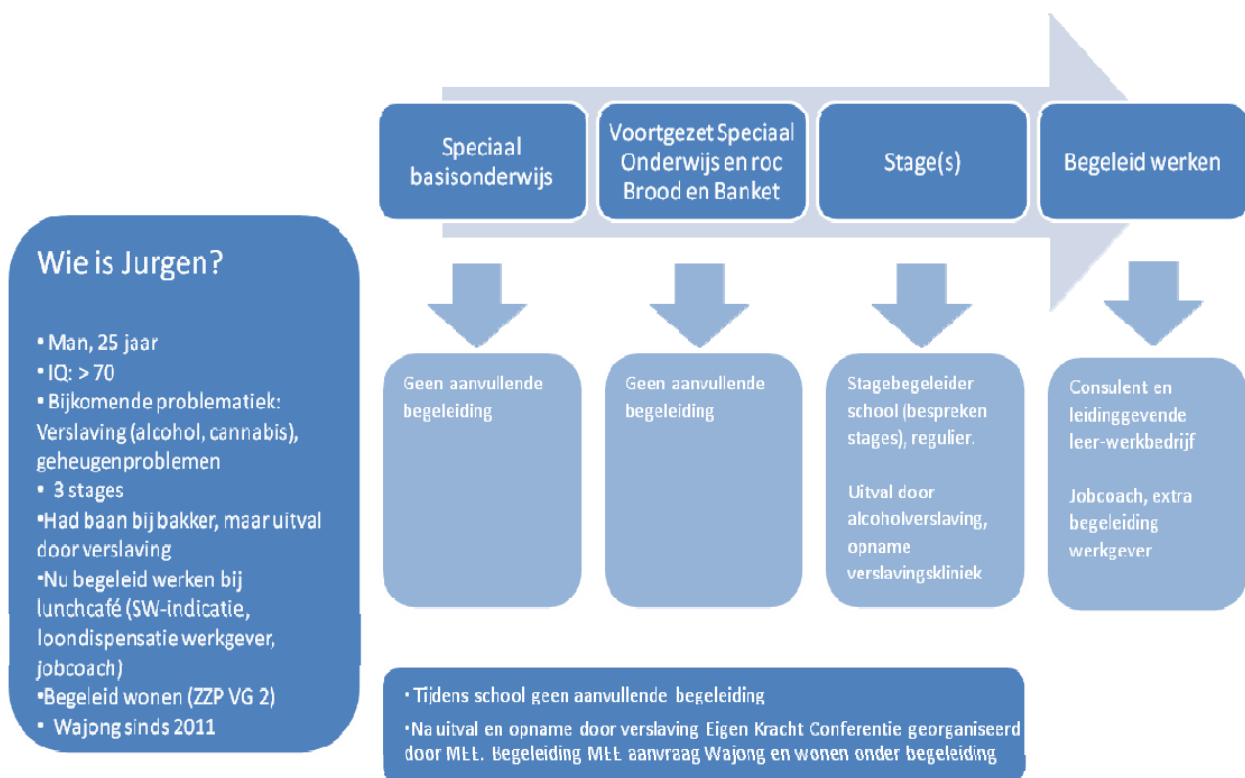 Speciaal
basisonderwijs
Voortgezet Speciaal
Onderwijs en roc
Brood en Banket
Stage(s)
Begeleid werken
Wie is Jurgen?
• Man, 25 jaar
• IQ: > 70
• Bijkomende problematiek:
Verslaving (alcohol, cannabis),
geheugenproblemen
• 3 stages
•Had baan bij bakker, maar uitval
door verslaving
•Nu begeleid werken bij
lunchcafé (SW-indicatie,
loondispensatie werkgever,
jobcoach)
•Begeleid wonen (ZZP VG 2)
• Wajong sinds 2011
Geen aanvullende
begeleiding
Geen aanvullende
begeleiding
Stagebegeleider
school (bespreken
stages), regulier.
Uitval door
alcoholverslaving,
opname
verslavingskliniek
Consulent en
leidinggevende
leer-werkbedrijf
Jobcoach, extra
begeleiding
werkgever
• Tijdens school geen aanvullende begeleiding
•Na uitval en opname door verslaving Eigen Kracht Conferentie georganiseerd
door MEE. Begeleiding MEE aanvraag Wajong en wonen onder begeleiding